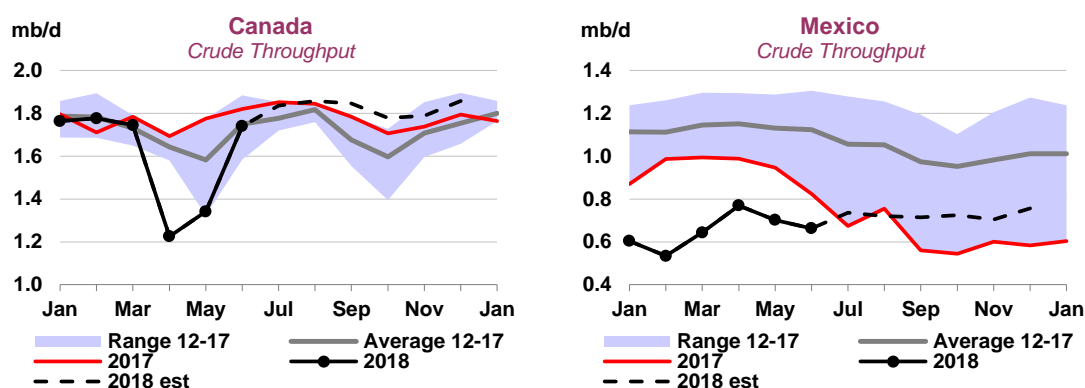 mb/d
Canada
Crude Throughput
2.0
1.8
1.6
1.4
1.2
1.0
Jan Mar May Jul Sep Nov Jan
Range 12-17 Average 12-17
2017 2018
2018 est
mb/d
Mexico
Crude Throughput
1.4
1.2
1.0
0.8
0.6
0.4
Jan Mar May Jul Sep Nov Jan
Range 12-17 Average 12-17
2017 2018
2018 est